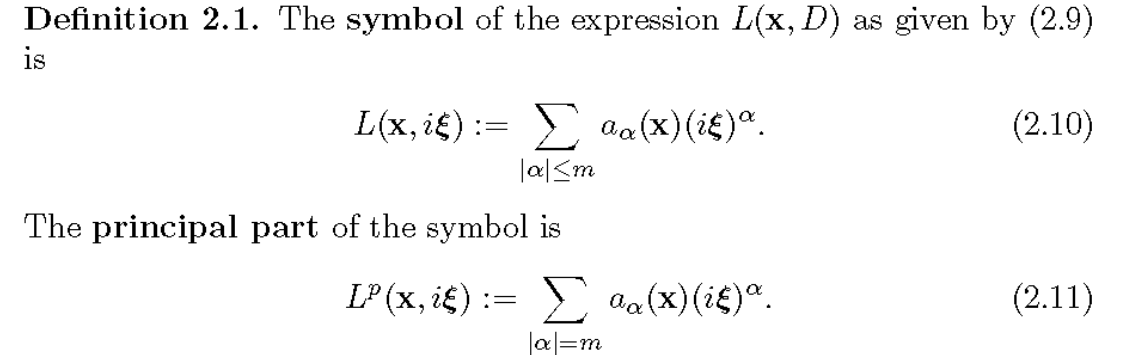 Definition 2.1. The symbol of the expression L(x, D) as given by (2.9)
is
L(x, iξ) := ∑_{|α|≤m} a_α(x)(iξ)^α. (2.10)
The principal part of the symbol is
L^p(x, iξ) := ∑_{|α|=m} a_α(x)(iξ)^α. (2.11)